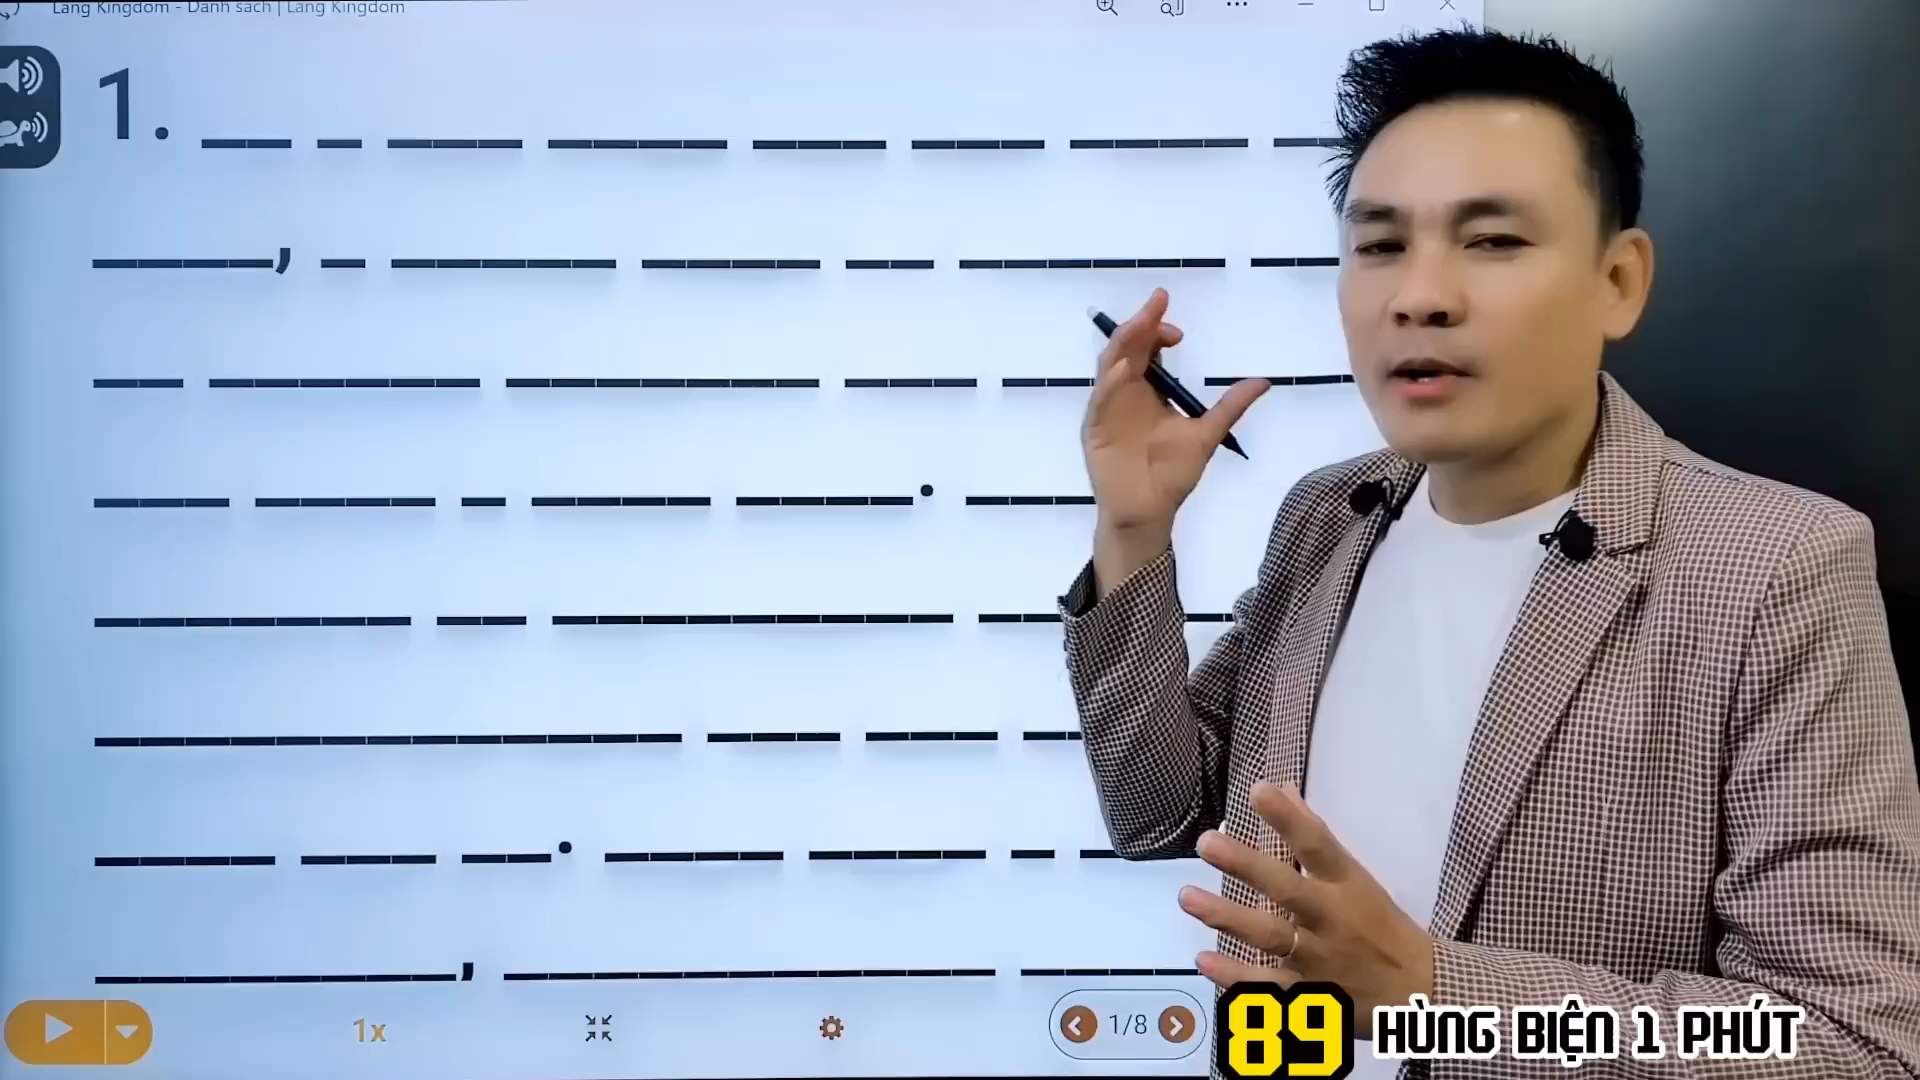 Lang Kingdom - Danh sách | Lang Kingdom
1.
1x
1/8
89 HÙNG BIỆN 1 PHÚT